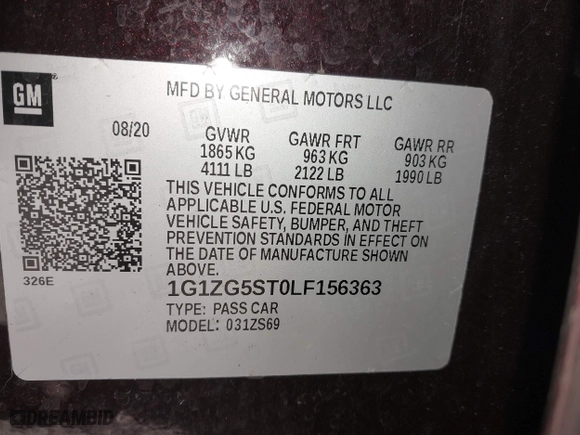 GM
MFD BY GENERAL MOTORS LLC
08/20
GVWR GAWR FRT GAWR RR
1865 KG 963 KG 903 KG
4111 LB 2122 LB 1990 LB
THIS VEHICLE CONFORMS TO ALL
APPLICABLE U.S. FEDERAL MOTOR
VEHICLE SAFETY, BUMPER, AND THEFT
PREVENTION STANDARDS IN EFFECT ON
THE DATE OF MANUFACTURE SHOWN
ABOVE.
326E
1G1ZG5ST0LF156363
TYPE: PASS CAR
MODEL: 031ZS69
DREAMBID